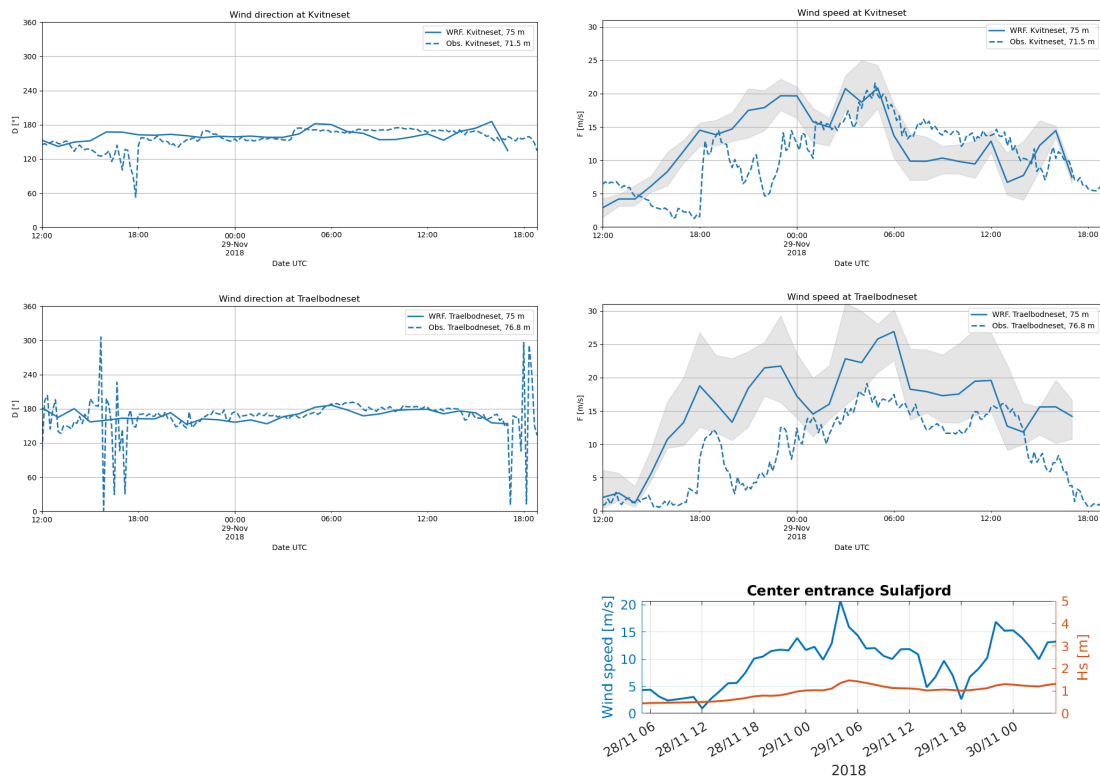 Wind direction at Kvitneset
360
300
240
180
120
60
0
D [°]
WRF. Kvitneset, 75 m
Obs. Kvitneset, 71.5 m
12:00 18:00 00:00 06:00 12:00 18:00
29-Nov
2018
Date UTC
Wind speed at Kvitneset
30
25
20
15
10
5
0
F [m/s]
WRF. Kvitneset, 75 m
Obs. Kvitneset, 71.5 m
12:00 18:00 00:00 06:00 12:00 18:00
29-Nov
2018
Date UTC
Wind direction at Traelbodneset
360
300
240
180
120
60
0
D [°]
WRF. Traelbodneset, 75 m
Obs. Traelbodneset, 76.8 m
12:00 18:00 00:00 06:00 12:00 18:00
29-Nov
2018
Date UTC
Wind speed at Traelbodneset
30
25
20
15
10
5
0
F [m/s]
WRF. Traelbodneset, 75 m
Obs. Traelbodneset, 76.8 m
12:00 18:00 00:00 06:00 12:00 18:00
29-Nov
2018
Date UTC
Center entrance Sulafjord
20
15
10
5
0
Wind speed [m/s]
5
4
3
2
1
0
Hs [m]
28/11 06 28/11 12 28/11 18 29/11 00 29/11 06 29/11 12 29/11 18 30/11 00
2018